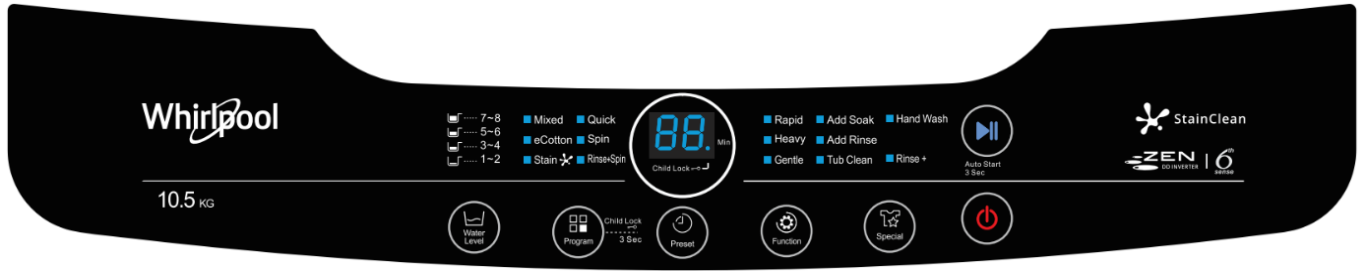 Whirlpool
10.5 KG
7~8
5~6
3~4
1~2
Mixed
Quick
eCotton
Spin
Stain
Rinse+Spin
88.
Min
Child Lock
Rapid
Add Soak
Hand Wash
Heavy
Add Rinse
Gentle
Tub Clean
Rinse +
Auto Start
3 Sec
StainClean
ZEN
DD INVERTER
6th
sense
Water
Level
Program
Child Lock
3 Sec
Preset
Function
Special